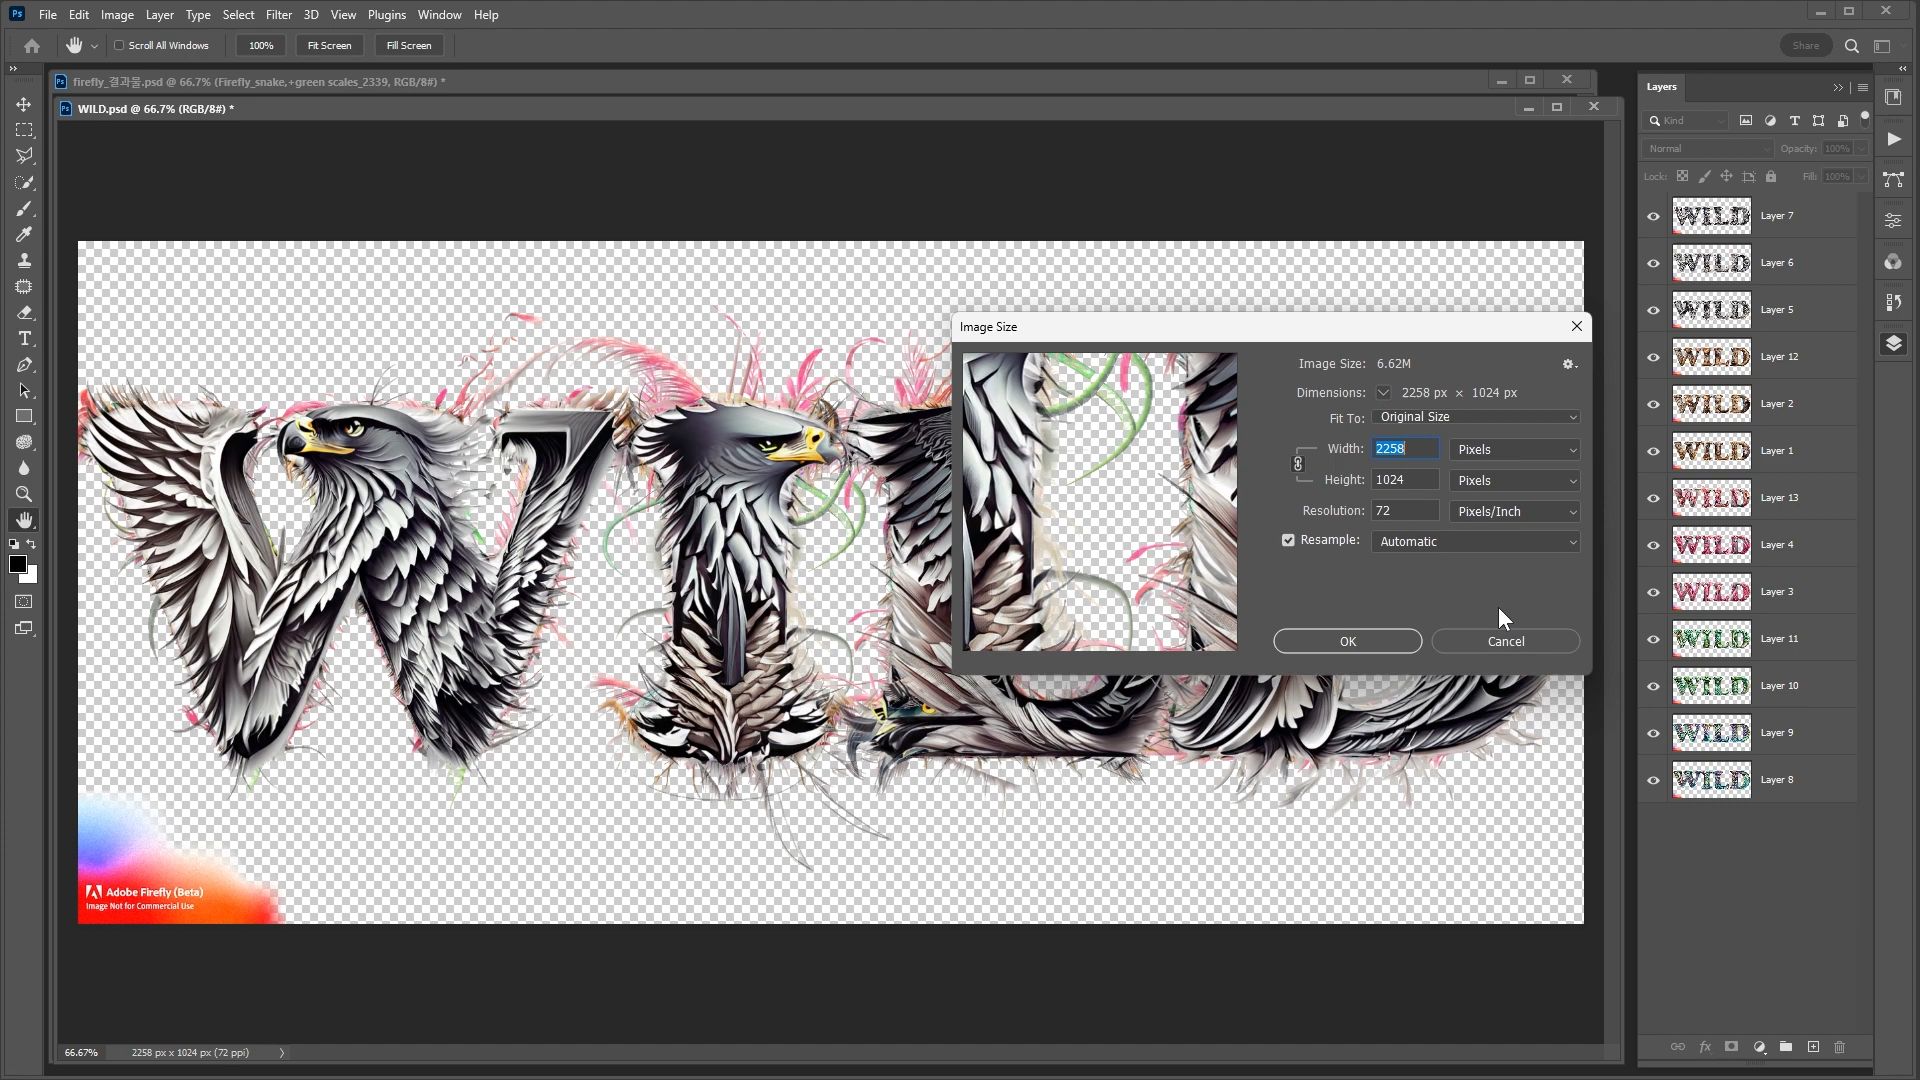 Ps File Edit Image Layer Type Select Filter 3D View Plugins Window Help
Scroll All Windows 100% Fit Screen Fill Screen Share
Ps firefly_결과물.psd @ 66.7% (Firefly_snake,+green scales_2339, RGB/8#) *
Ps WILD.psd @ 66.7% (RGB/8#) *
WILD
Adobe Firefly (Beta)
Image Not for Commercial Use
66.67% 2258 px x 1024 px (72 ppi)
Image Size
Image Size: 6.62M
Dimensions: 2258 px × 1024 px
Fit To: Original Size
Width: 2258 Pixels
Height: 1024 Pixels
Resolution: 72 Pixels/Inch
Resample: Automatic
OK Cancel
Layers
Kind
Normal Opacity: 100%
Lock: Fill: 100%
WILD Layer 7
WILD Layer 6
WILD Layer 5
WILD Layer 12
WILD Layer 2
WILD Layer 1
WILD Layer 13
WILD Layer 4
WILD Layer 3
WILD Layer 11
WILD Layer 10
WILD Layer 9
WILD Layer 8
fx